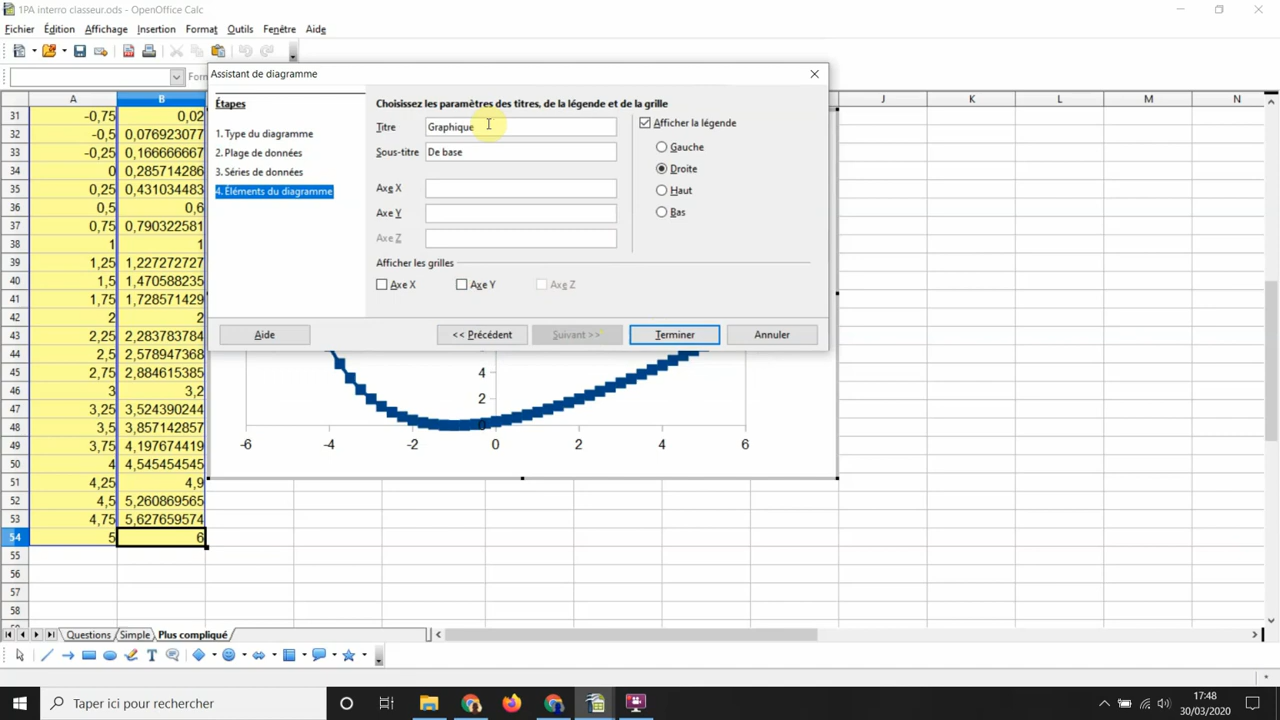 1PA interro classeur.ods - OpenOffice Calc
Fichier Édition Affichage Insertion Format Outils Fenêtre Aide
Assistant de diagramme
Étapes
1. Type du diagramme
2. Plage de données
3. Séries de données
4. Éléments du diagramme
Choisissez les paramètres des titres, de la légende et de la grille
Titre Graphique
Sous-titre De base
Axe X
Axe Y
Axe Z
Afficher la légende
Gauche
Droite
Haut
Bas
Afficher les grilles
Axe X Axe Y Axe Z
Aide << Précédent Suivant >> Terminer Annuler
A B J K L M N
31 -0,75 0,02
32 -0,5 0,076923077
33 -0,25 0,166666667
34 0 0,285714286
35 0,25 0,431034483
36 0,5 0,6
37 0,75 0,790322581
38 1 1
39 1,25 1,227272727
40 1,5 1,470588235
41 1,75 1,728571429
42 2 2
43 2,25 2,283783784
44 2,5 2,578947368
45 2,75 2,884615385
46 3 3,2
47 3,25 3,524390244
48 3,5 3,857142857
49 3,75 4,197674419
50 4 4,545454545
51 4,25 4,9
52 4,5 5,260869565
53 4,75 5,627659574
54 5 6
55
56
57
58
4
2
0
-6 -4 -2 0 2 4 6
Questions Simple Plus compliqué
Taper ici pour rechercher
17:48
30/03/2020